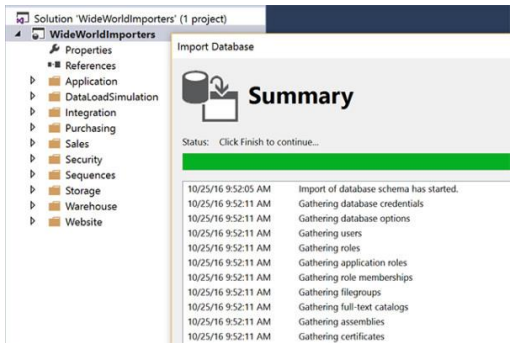 Solution 'WideWorldImporters' (1 project)
WideWorldImporters
Properties
References
Application
DataLoadSimulation
Integration
Purchasing
Sales
Security
Sequences
Storage
Warehouse
Website
Import Database
Summary
Status: Click Finish to continue...
10/25/16 9:52:05 AM Import of database schema has started.
10/25/16 9:52:11 AM Gathering database credentials
10/25/16 9:52:11 AM Gathering database options
10/25/16 9:52:11 AM Gathering users
10/25/16 9:52:11 AM Gathering roles
10/25/16 9:52:11 AM Gathering application roles
10/25/16 9:52:11 AM Gathering role memberships
10/25/16 9:52:11 AM Gathering filegroups
10/25/16 9:52:11 AM Gathering full-text catalogs
10/25/16 9:52:11 AM Gathering assemblies
10/25/16 9:52:11 AM Gathering certificates